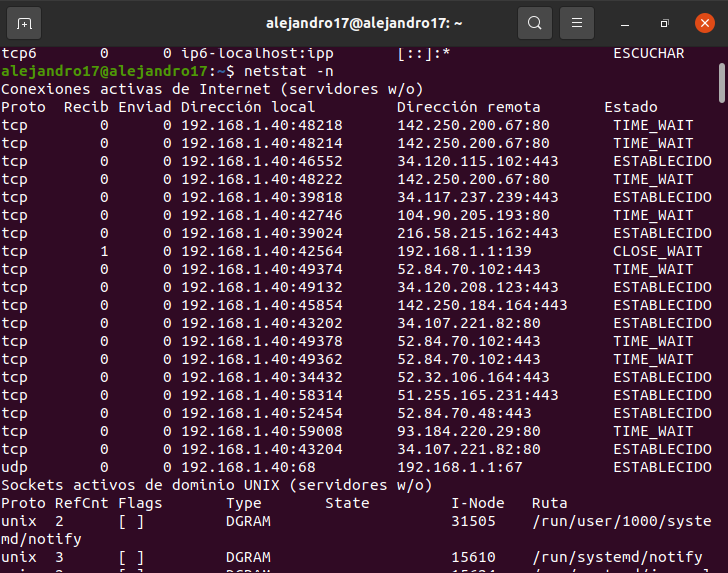 alejandro17@alejandro17: ~
tcp6 0 0 ip6-localhost:ipp [::]:* ESCUCHAR
alejandro17@alejandro17:~$ netstat -n
Conexiones activas de Internet (servidores w/o)
Proto Recib Enviad Dirección local Dirección remota Estado
tcp 0 0 192.168.1.40:48218 142.250.200.67:80 TIME_WAIT
tcp 0 0 192.168.1.40:48214 142.250.200.67:80 TIME_WAIT
tcp 0 0 192.168.1.40:46552 34.120.115.102:443 ESTABLECIDO
tcp 0 0 192.168.1.40:48222 142.250.200.67:80 TIME_WAIT
tcp 0 0 192.168.1.40:39818 34.117.237.239:443 ESTABLECIDO
tcp 0 0 192.168.1.40:42746 104.90.205.193:80 TIME_WAIT
tcp 0 0 192.168.1.40:39024 216.58.215.162:443 ESTABLECIDO
tcp 1 0 192.168.1.40:42564 192.168.1.1:139 CLOSE_WAIT
tcp 0 0 192.168.1.40:49374 52.84.70.102:443 TIME_WAIT
tcp 0 0 192.168.1.40:49132 34.120.208.123:443 ESTABLECIDO
tcp 0 0 192.168.1.40:45854 142.250.184.164:443 ESTABLECIDO
tcp 0 0 192.168.1.40:43202 34.107.221.82:80 ESTABLECIDO
tcp 0 0 192.168.1.40:49378 52.84.70.102:443 TIME_WAIT
tcp 0 0 192.168.1.40:49362 52.84.70.102:443 TIME_WAIT
tcp 0 0 192.168.1.40:34432 52.32.106.164:443 ESTABLECIDO
tcp 0 0 192.168.1.40:58314 51.255.165.231:443 ESTABLECIDO
tcp 0 0 192.168.1.40:52454 52.84.70.48:443 ESTABLECIDO
tcp 0 0 192.168.1.40:59008 93.184.220.29:80 TIME_WAIT
tcp 0 0 192.168.1.40:43204 34.107.221.82:80 ESTABLECIDO
udp 0 0 192.168.1.40:68 192.168.1.1:67 ESTABLECIDO
Sockets activos de dominio UNIX (servidores w/o)
Proto RefCnt Flags Type State I-Node Ruta
unix 2 [ ] DGRAM 31505 /run/user/1000/syste
md/notify
unix 3 [ ] DGRAM 15610 /run/systemd/notify